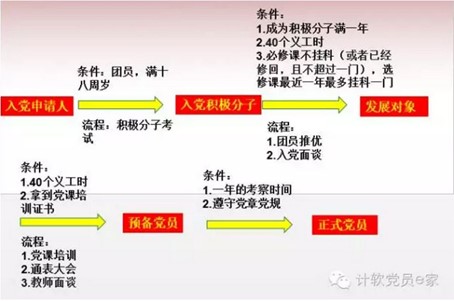 条件：
1.成为积极分子满一年
2.40个义工时
3.必修课不挂科（或者已经
修回，且不超过一门），选
修课最近一年最多挂科一门
条件：团员，满十
八周岁
入党申请人
入党积极分子
发展对象
流程：积极分子考
试
流程：
1.团员推优
2.入党面谈
条件：
1.40个义工时
2.拿到党课培
训证书
条件：
1.一年的考察时间
2.遵守党章党规
预备党员
正式党员
流程：
1.党课培训
2.通表大会
3.教师面谈
计软党员e家